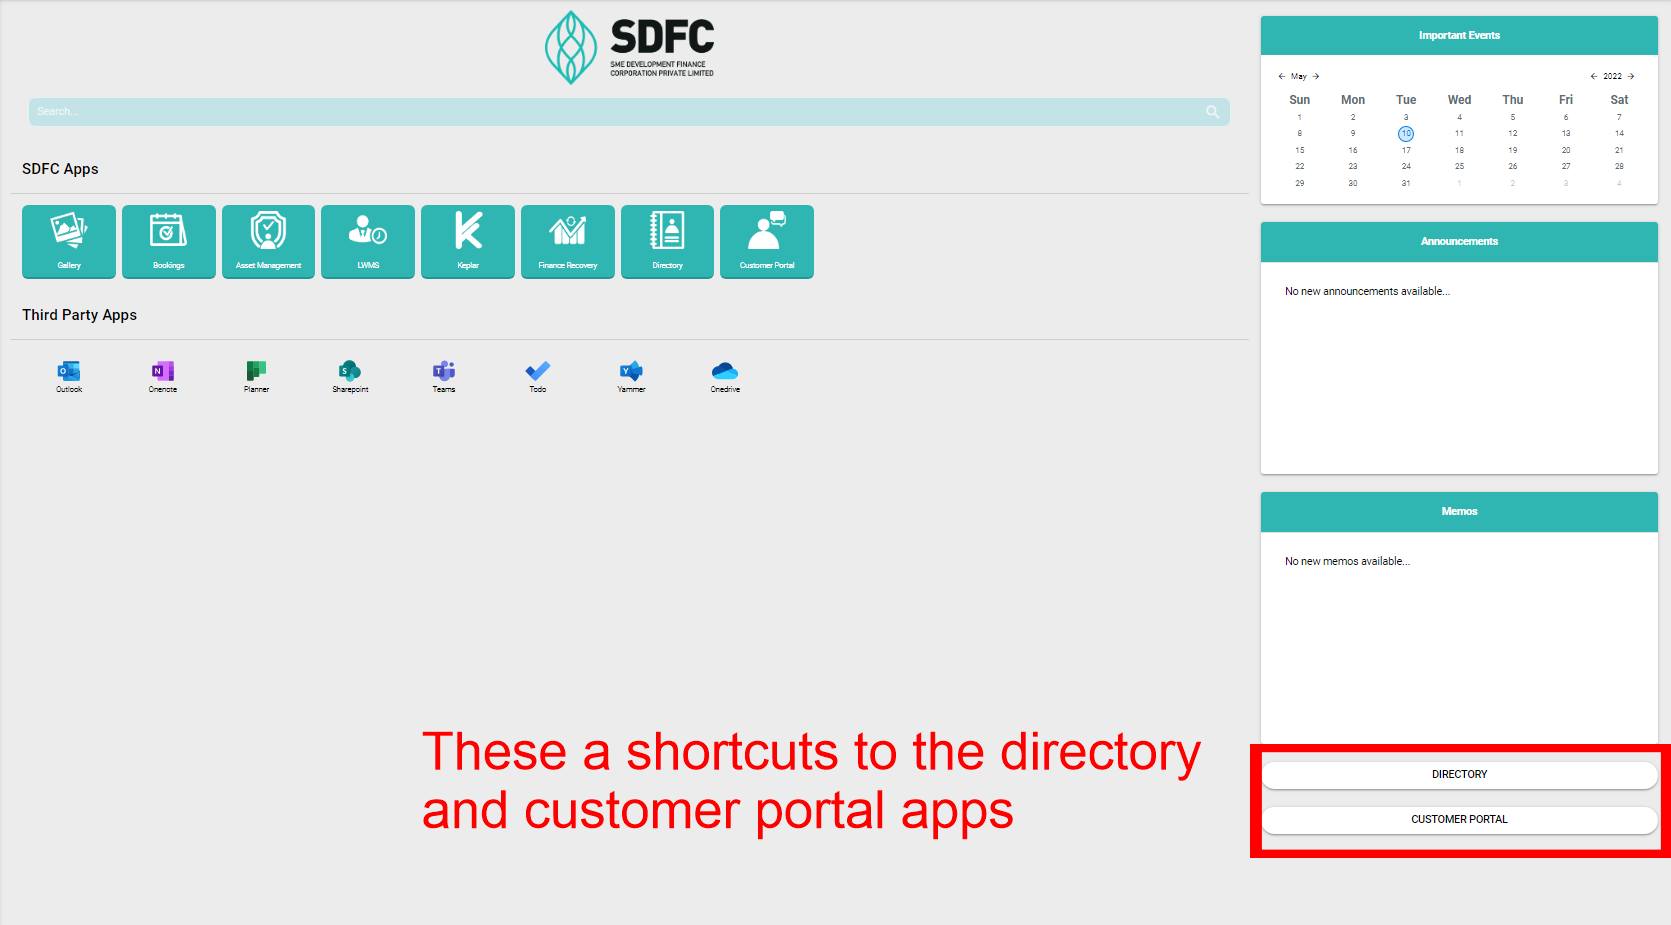 SDFC
SME DEVELOPMENT FINANCE
CORPORATION PRIVATE LIMITED
Search...
SDFC Apps
Gallery
Bookings
Asset Management
LWMS
Keplar
Finance Recovery
Directory
Customer Portal
Third Party Apps
Outlook
Onenote
Planner
Sharepoint
Teams
Todo
Yammer
Onedrive
Important Events
May 2022
Sun Mon Tue Wed Thu Fri Sat
1 2 3 4 5 6 7
8 9 10 11 12 13 14
15 16 17 18 19 20 21
22 23 24 25 26 27 28
29 30 31 1 2 3 4
Announcements
No new announcements available...
Memos
No new memos available...
These a shortcuts to the directory
and customer portal apps
DIRECTORY
CUSTOMER PORTAL